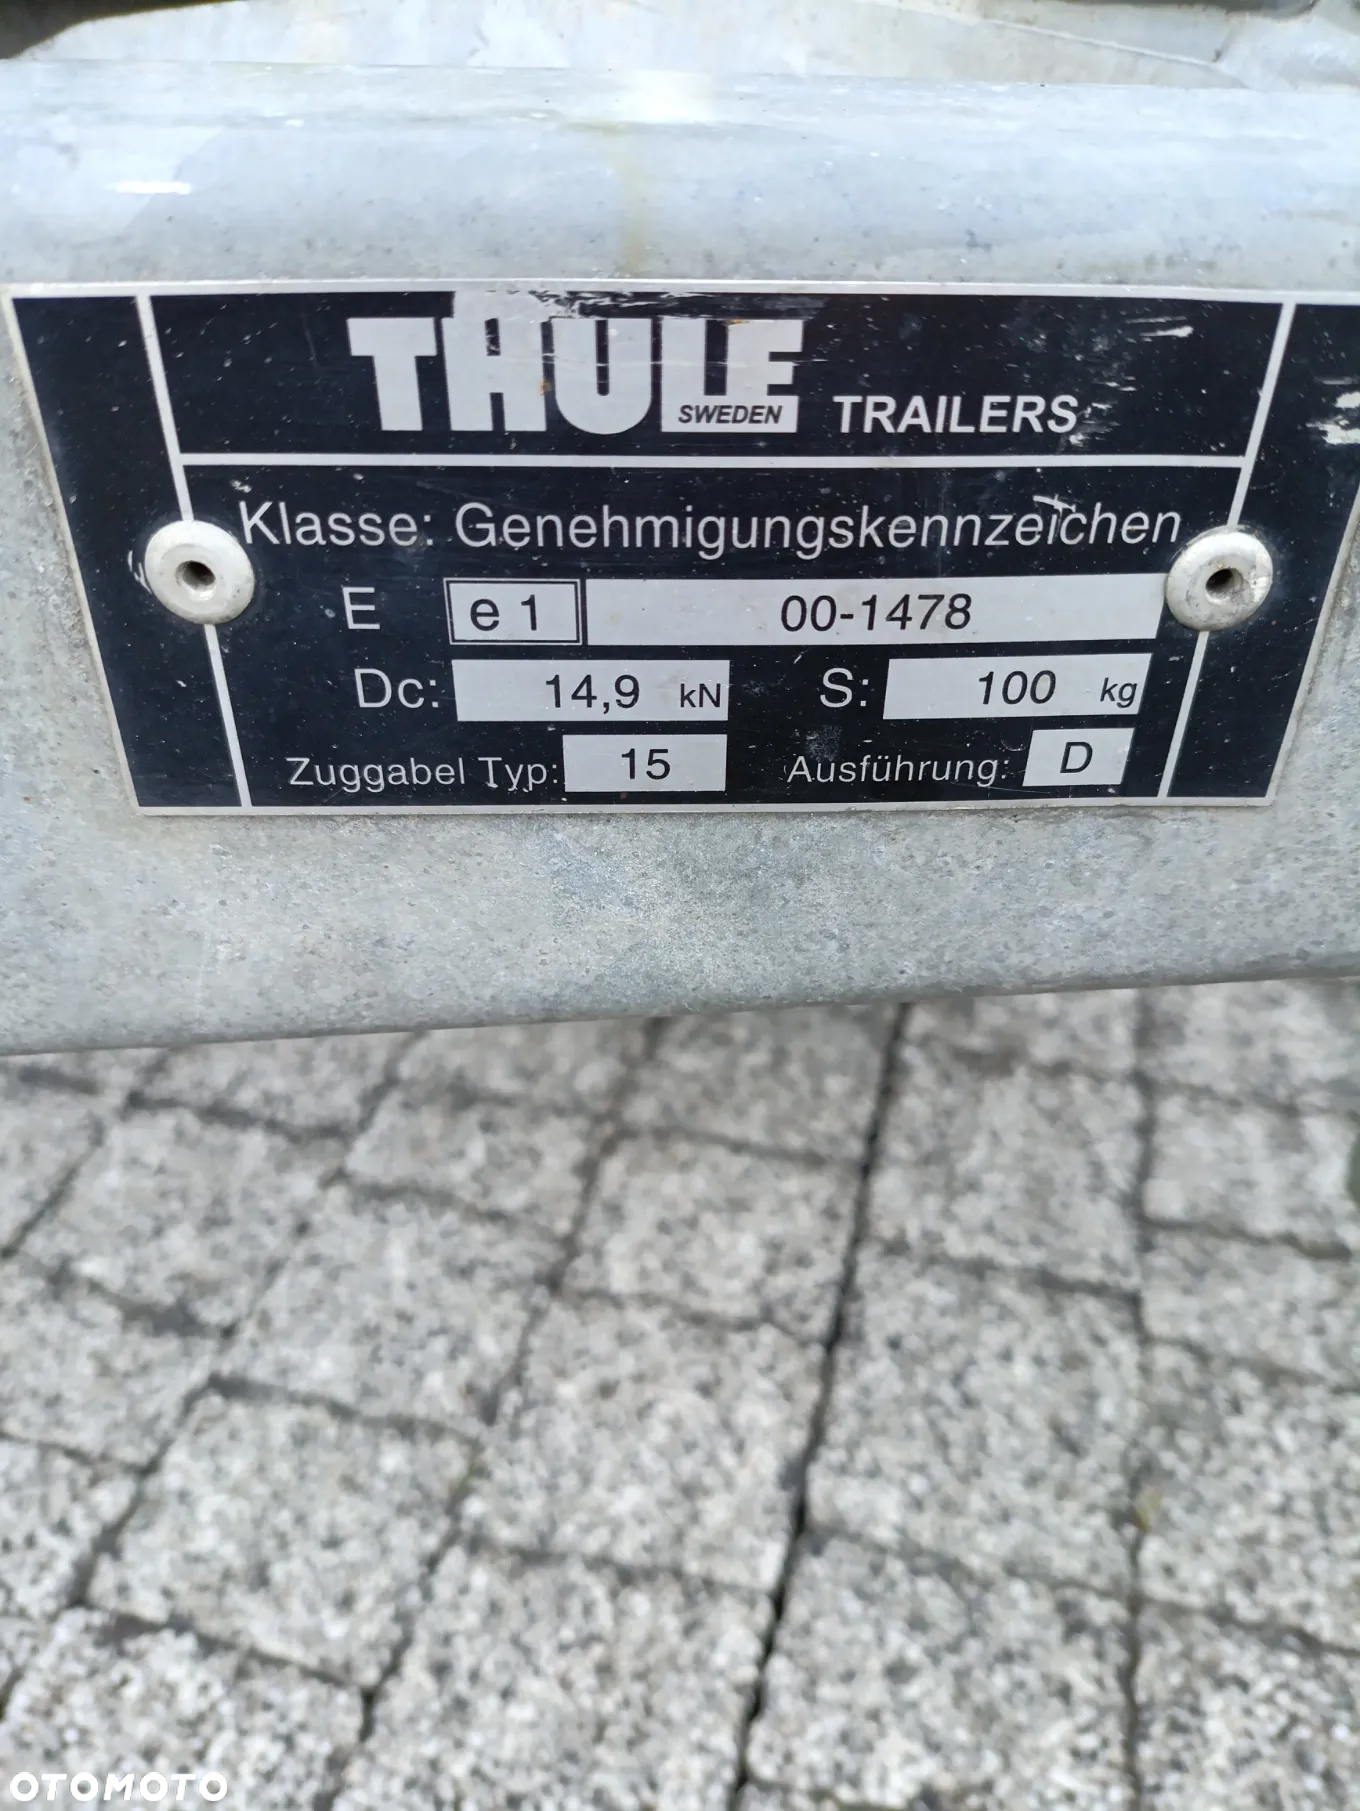 THULE
SWEDEN
TRAILERS
Klasse: Genehmigungskennzeichen
E e 1 00-1478
Dc: 14,9 kN S: 100 kg
Zuggabel Typ: 15 Ausführung: D
OTOMOTO